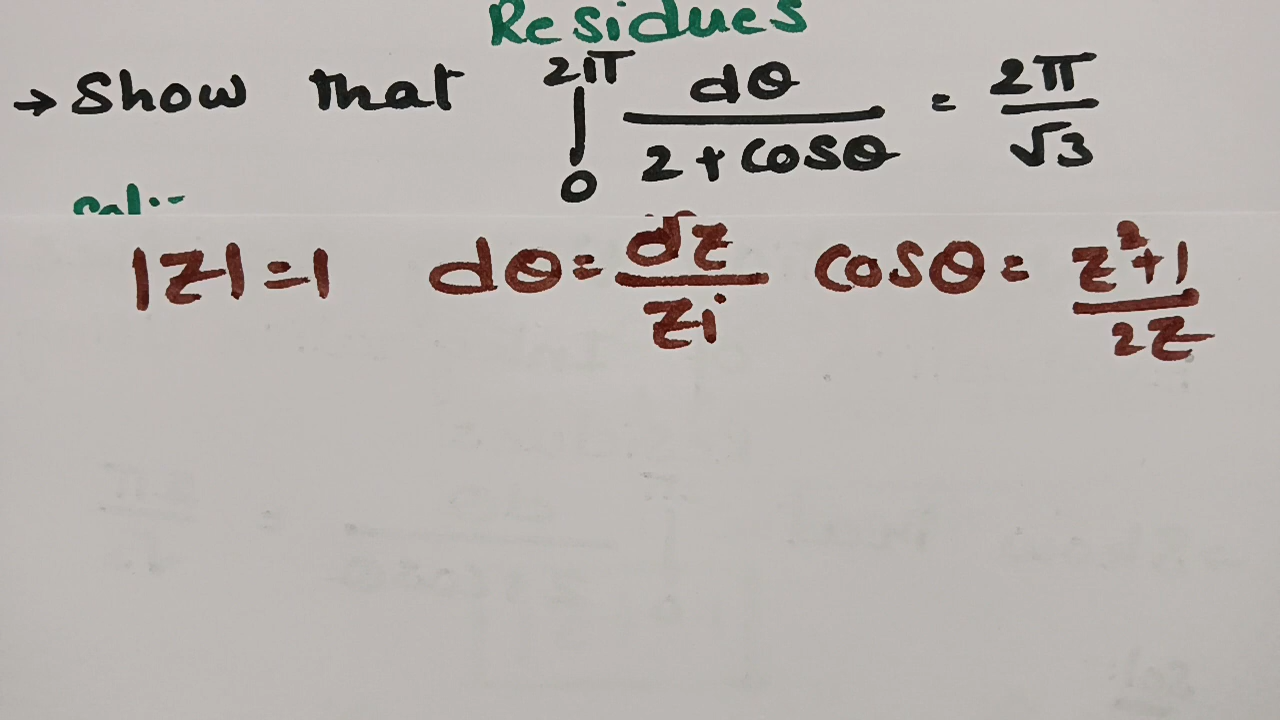 Residues
→ Show that ∫₀^2π dθ / (2 + cosθ) = 2π / √3
|z| = 1 dθ = dz / zi cosθ = (z² + 1) / 2z